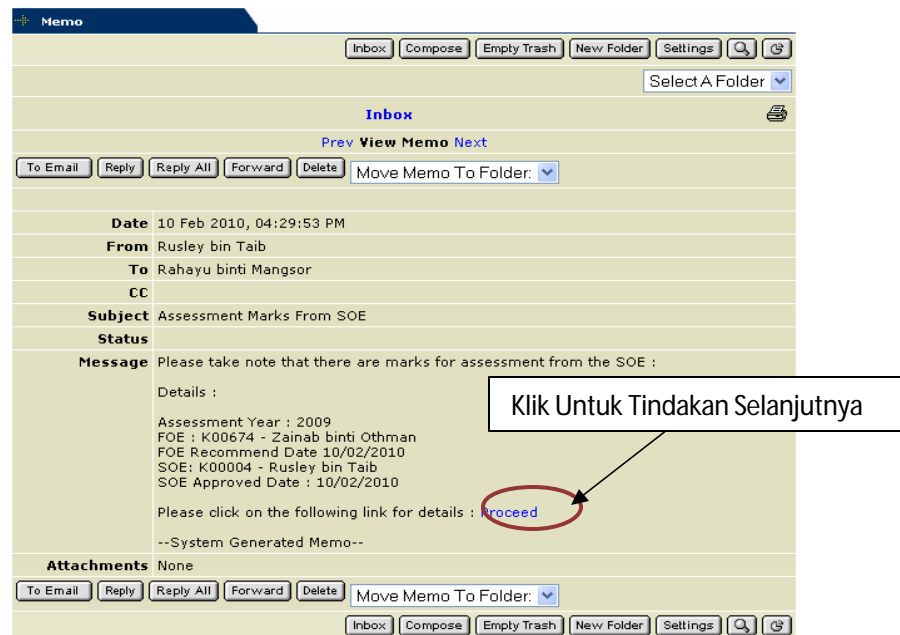 Memo
Inbox Compose Empty Trash New Folder Settings
Select A Folder
Inbox
Prev View Memo Next
To Email Reply Reply All Forward Delete Move Memo To Folder:
Date 10 Feb 2010, 04:29:53 PM
From Rusley bin Taib
To Rahayu binti Mangsor
CC
Subject Assessment Marks From SOE
Status
Message Please take note that there are marks for assessment from the SOE :
Details :
Klik Untuk Tindakan Selanjutnya
Assessment Year : 2009
FOE : K00674 - Zainab binti Othman
FOE Recommend Date 10/02/2010
SOE: K00004 - Rusley bin Taib
SOE Approved Date : 10/02/2010
Please click on the following link for details : Proceed
--System Generated Memo--
Attachments None
To Email Reply Reply All Forward Delete Move Memo To Folder:
Inbox Compose Empty Trash New Folder Settings